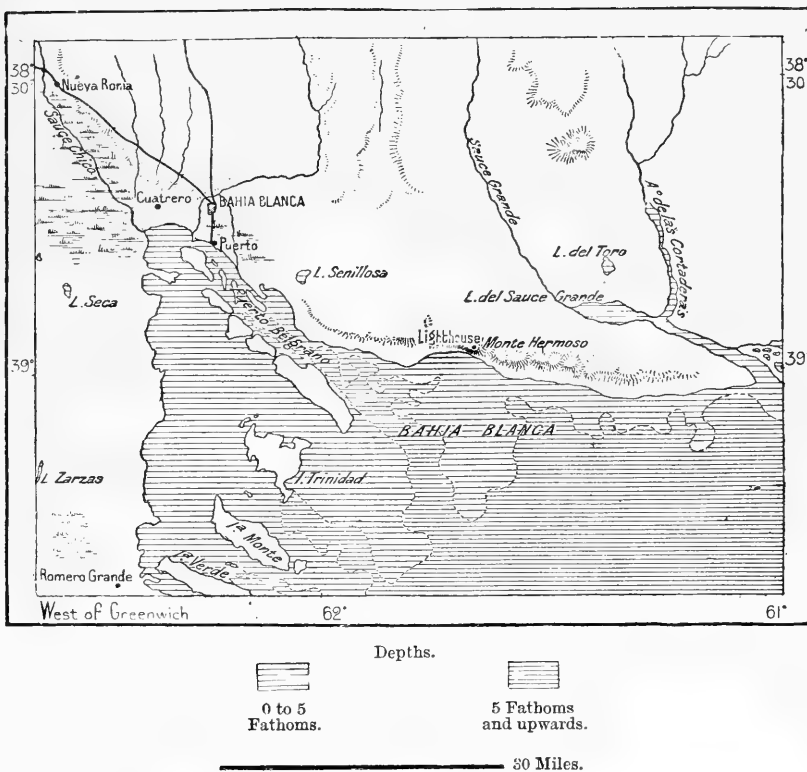 38°
30'
38°
30'
Nueva Roma
Sauce Chico
Cuatrero
BAHIA BLANCA
Puerto
Sauce Grande
Ao de las Cortaderas
L. del Toro
L. Senillosa
L. del Sauce Grande
L. Seca
Puerto Belgrano
Lighthouse
Monte Hermoso
39°
39°
BAHIA BLANCA
I. Trinidad
L. Zarzas
Ia Monte
Ia Verde
Romero Grande
West of Greenwich
62°
61°
Depths.
0 to 5
Fathoms.
5 Fathoms
and upwards.
30 Miles.